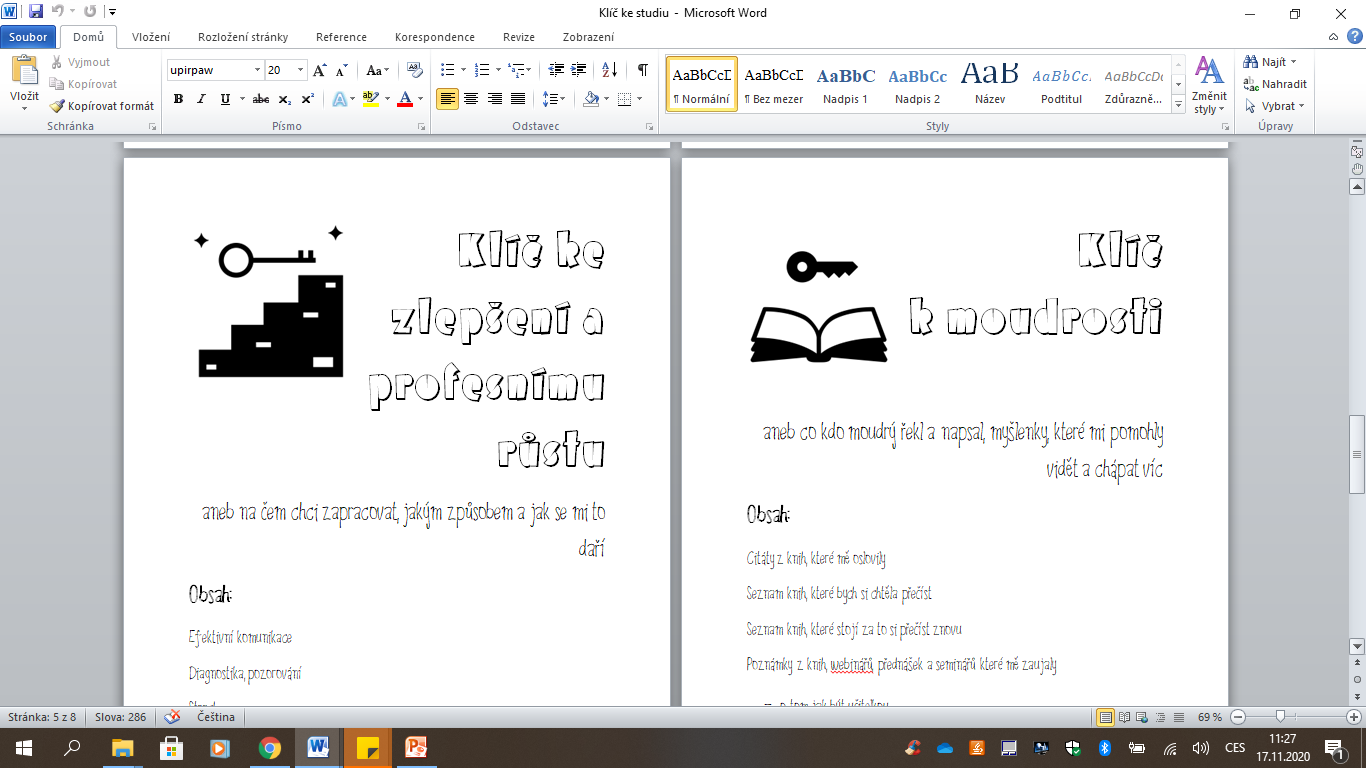 Klíč ke studiu - Microsoft Word
Soubor Domů Vložení Rozložení stránky Reference Korespondence Revize Zobrazení
Vložit
Vyjmout
Kopírovat
Kopírovat formát
Schránka
upirpaw 20
Písmo
Odstavec
AaBbCcD AaBbCcD AaBbC AaBbCc AaB AaBbCc. AaBbCcDc
¶ Normální ¶ Bez mezer Nadpis 1 Nadpis 2 Název Podtitul Zdůrazně...
Změnit
styly
Styly
Najít
Nahradit
Vybrat
Úpravy
Klíč ke
zlepšení a
profesnímu
růstu
aneb na čem chci zapracovat, jakým způsobem a jak se mi to
daří
Obsah:
Efektivní komunikace
Diagnostika, pozorování
Klíč
k moudrosti
aneb co kdo moudrý řekl a napsal, myšlenky, které mi pomohly
vidět a chápat víc
Obsah:
Citáty z knih, které mě oslovily
Seznam knih, které bych si chtěla přečíst
Seznam knih, které stojí za to si přečíst znovu
Poznámky z knih, webinářů, přednášek a seminářů které mě zaujaly
Stránka: 5 z 8 Slova: 286 Čeština 69 %
CES
11:27
17.11.2020
1